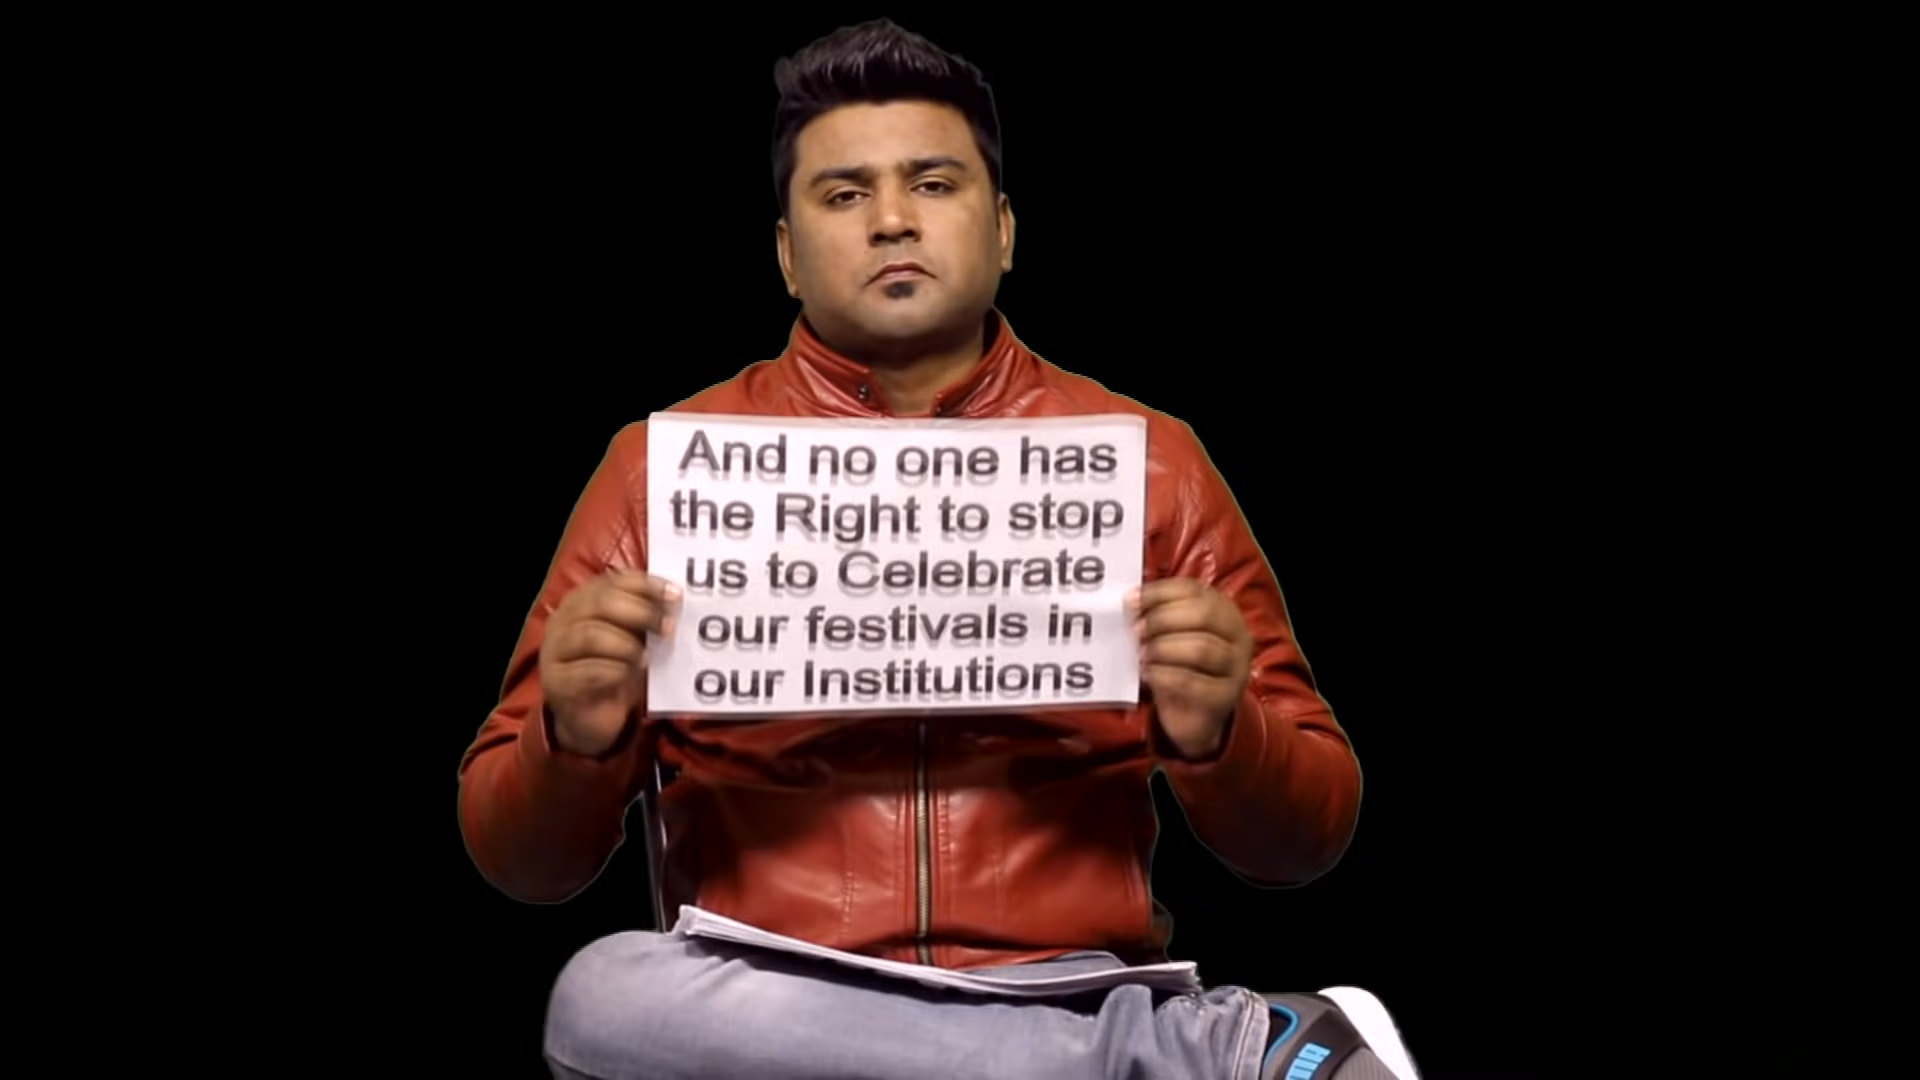 And no one has
the Right to stop
us to Celebrate
our festivals in
our Institutions